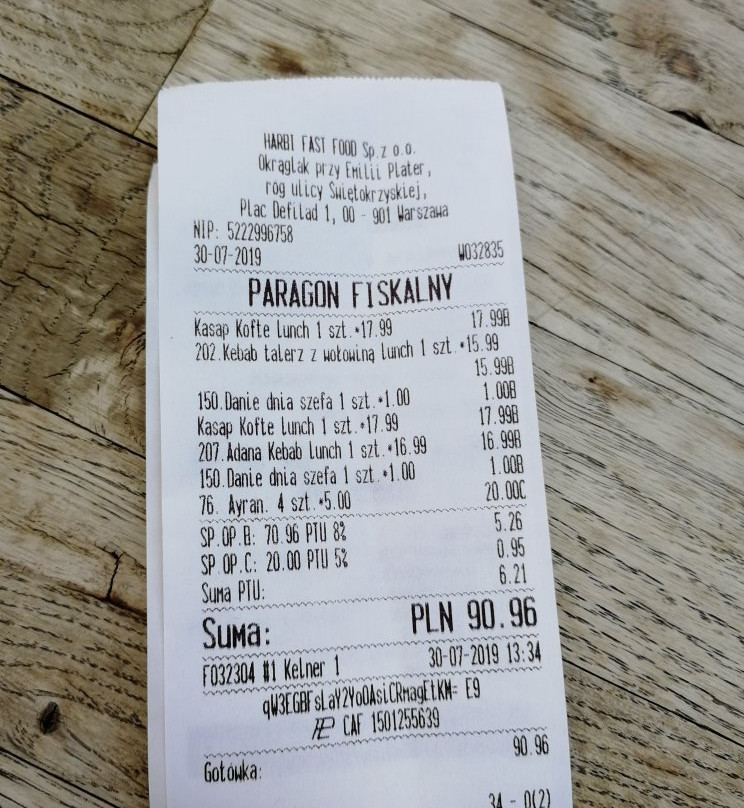 HARBI FAST FOOD Sp.z o.o.
Okrąglak przy Emilii Plater,
róg ulicy Świętokrzyskiej,
Plac Defilad 1, 00 - 901 Warszawa
NIP: 5222996758
30-07-2019 W032835
PARAGON FISKALNY
Kasap Kofte Lunch 1 szt.*17.99 17.99B
202.Kebab talerz z wołowiną Lunch 1 szt.*15.99
15.99B
150.Danie dnia szefa 1 szt.*1.00 1.00B
Kasap Kofte Lunch 1 szt.*17.99 17.99B
207.Adana Kebab Lunch 1 szt.*16.99 16.99B
150.Danie dnia szefa 1 szt.*1.00 1.00B
76. Ayran. 4 szt.*5.00 20.00C
SP.OP.B: 70.96 PTU 8% 5.26
SP.OP.C: 20.00 PTU 5% 0.95
Suma PTU: 6.21
Suma: PLN 90.96
F032304 #1 Kelner 1 30-07-2019 13:34
CAF 1501255639
Gotówka: 90.96
34 - 0(2)